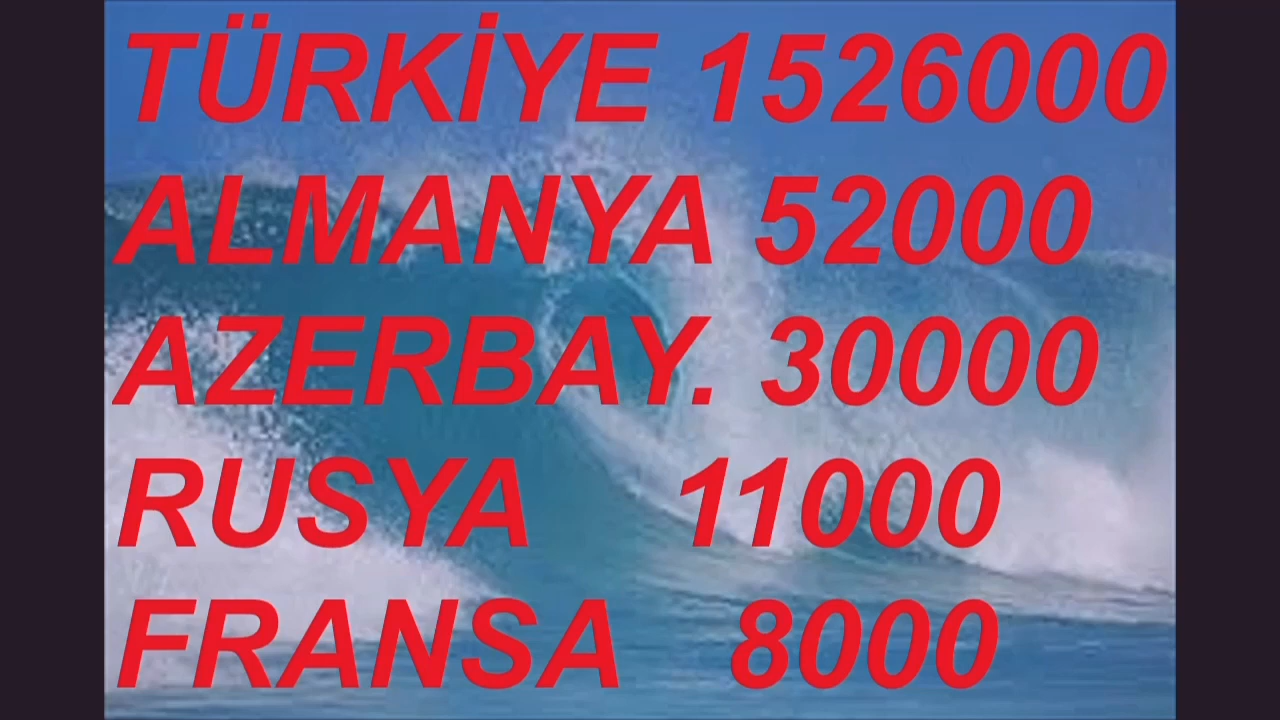 TÜRKİYE 1526000
ALMANYA 52000
AZERBAY. 30000
RUSYA 11000
FRANSA 8000